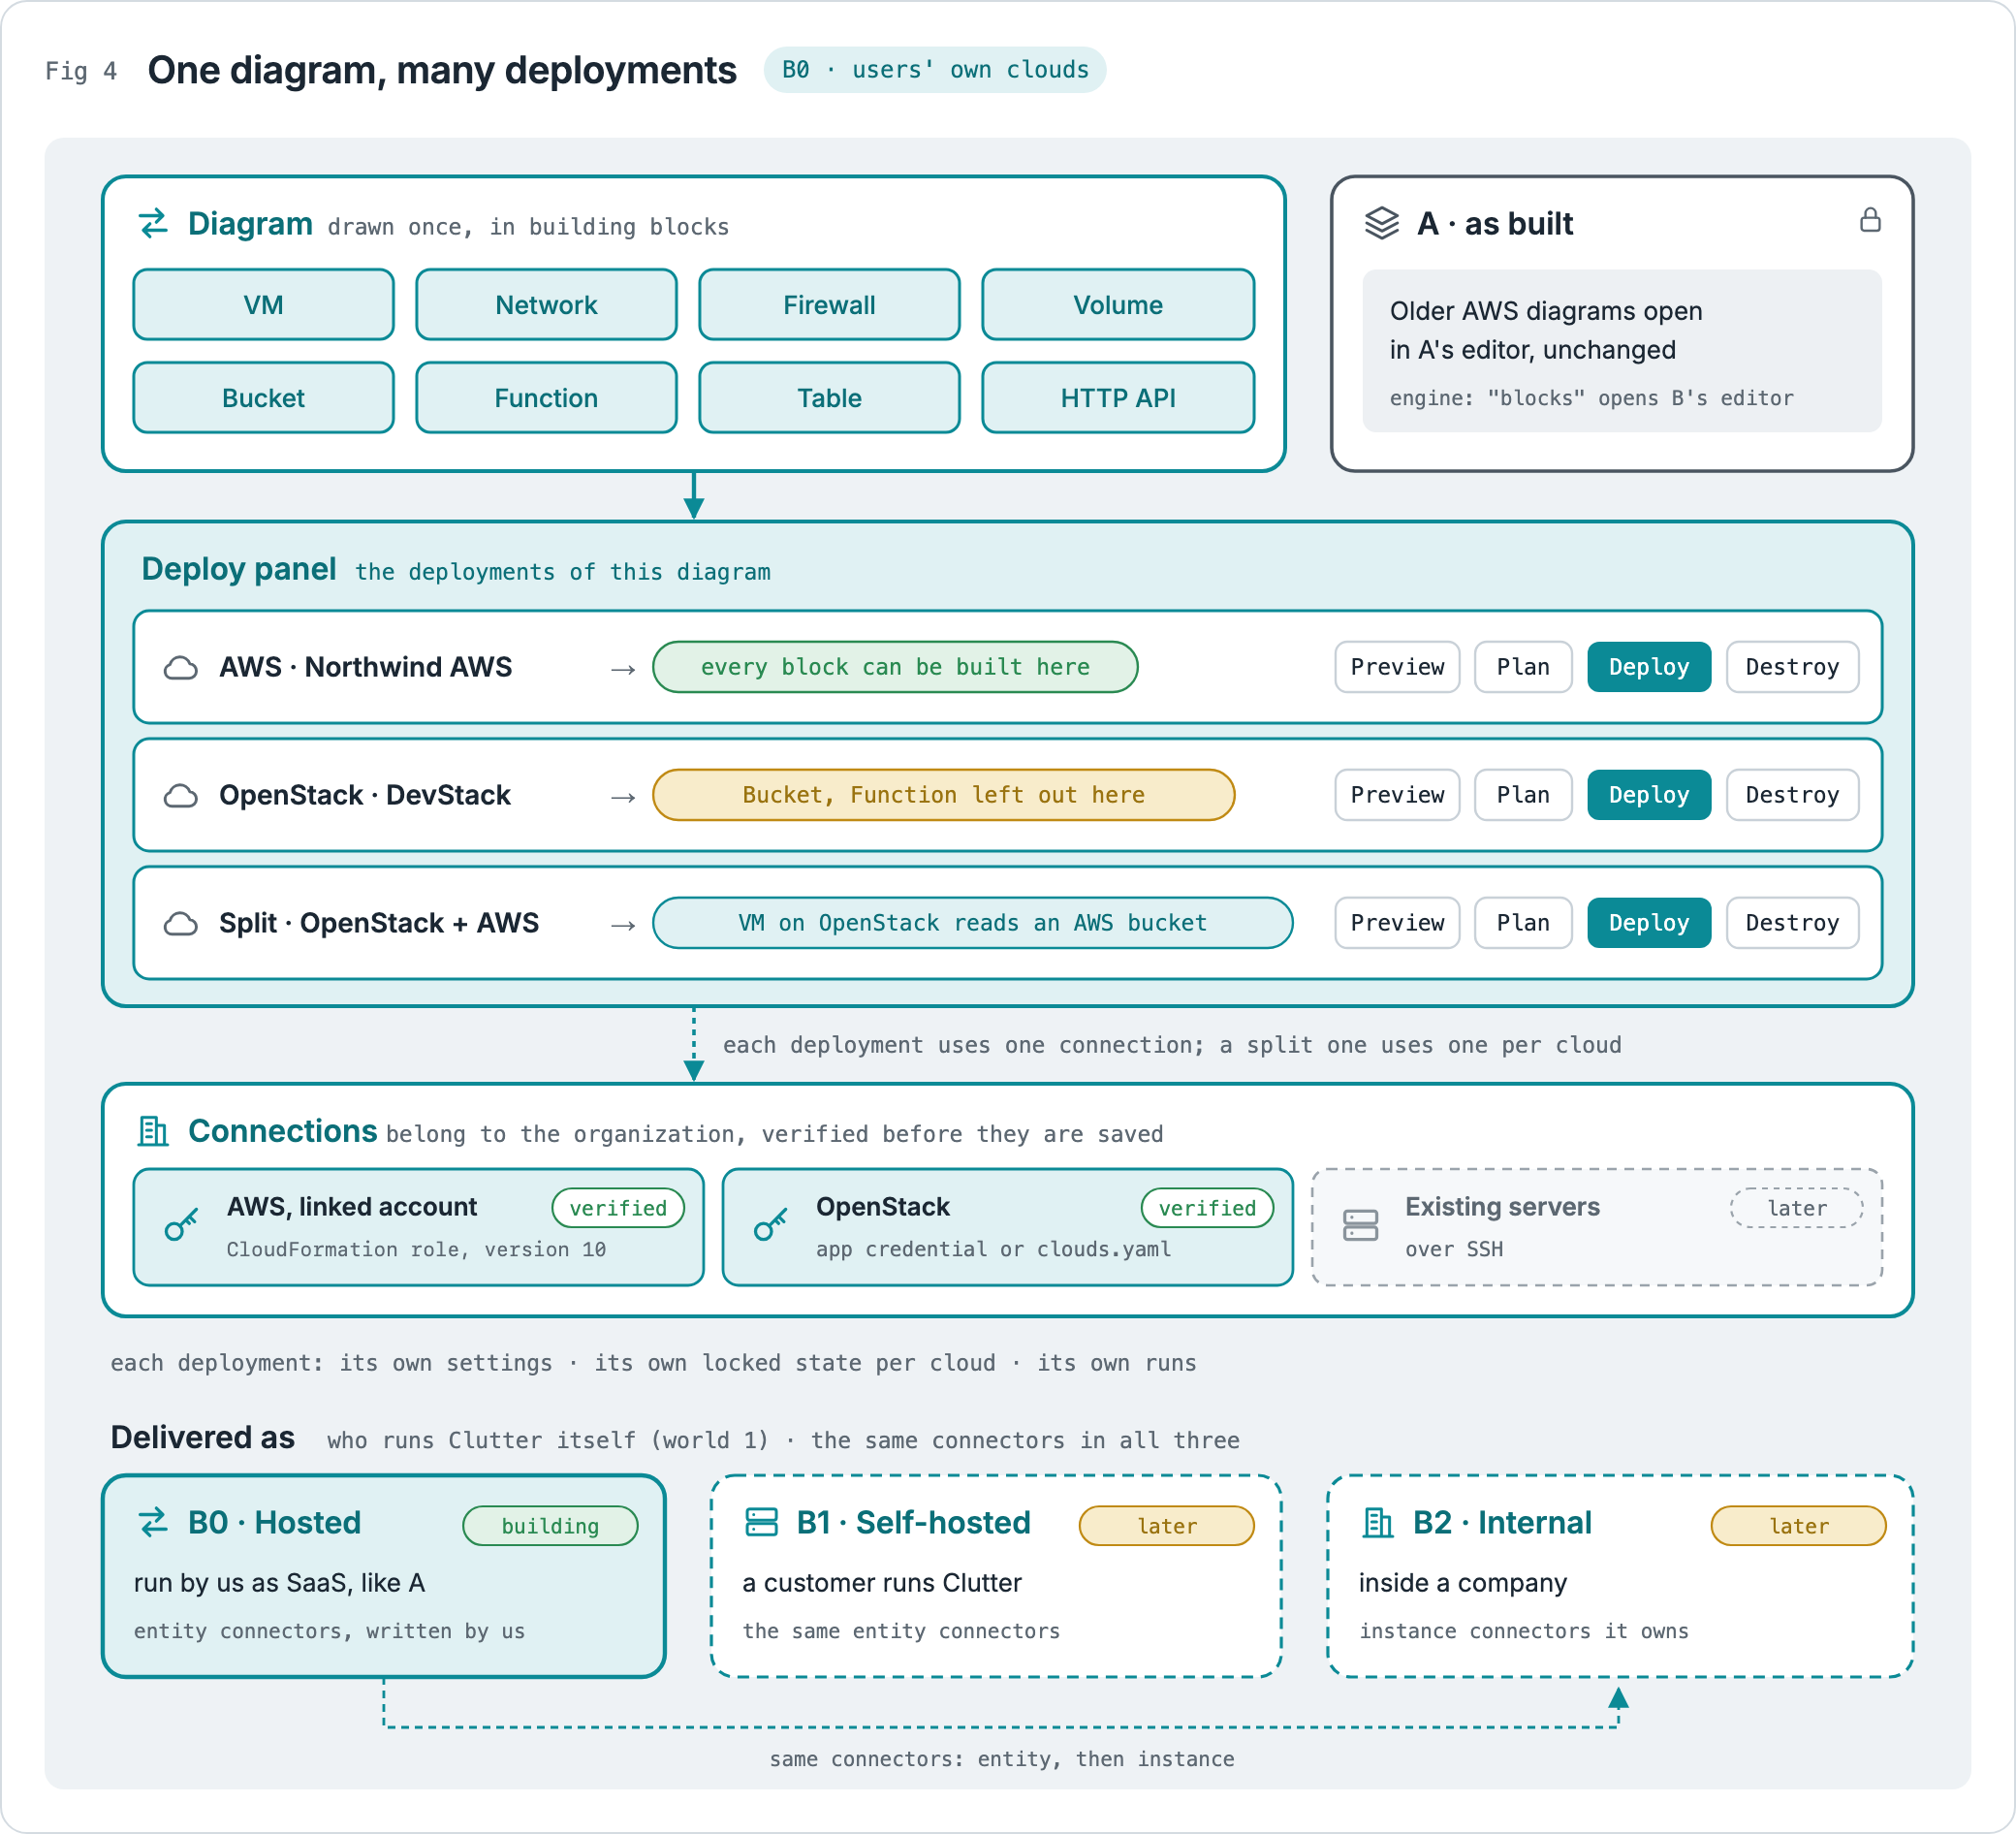 Fig 4 One diagram, many deployments B0 · users' own clouds
Diagram drawn once, in building blocks
VM Network Firewall Volume
Bucket Function Table HTTP API
A · as built
Older AWS diagrams open
in A's editor, unchanged
engine: "blocks" opens B's editor
Deploy panel the deployments of this diagram
AWS · Northwind AWS → every block can be built here Preview Plan Deploy Destroy
OpenStack · DevStack → Bucket, Function left out here Preview Plan Deploy Destroy
Split · OpenStack + AWS → VM on OpenStack reads an AWS bucket Preview Plan Deploy Destroy
each deployment uses one connection; a split one uses one per cloud
Connections belong to the organization, verified before they are saved
AWS, linked account verified
CloudFormation role, version 10
OpenStack verified
app credential or clouds.yaml
Existing servers later
over SSH
each deployment: its own settings · its own locked state per cloud · its own runs
Delivered as who runs Clutter itself (world 1) · the same connectors in all three
B0 · Hosted building
run by us as SaaS, like A
entity connectors, written by us
B1 · Self-hosted later
a customer runs Clutter
the same entity connectors
B2 · Internal later
inside a company
instance connectors it owns
same connectors: entity, then instance